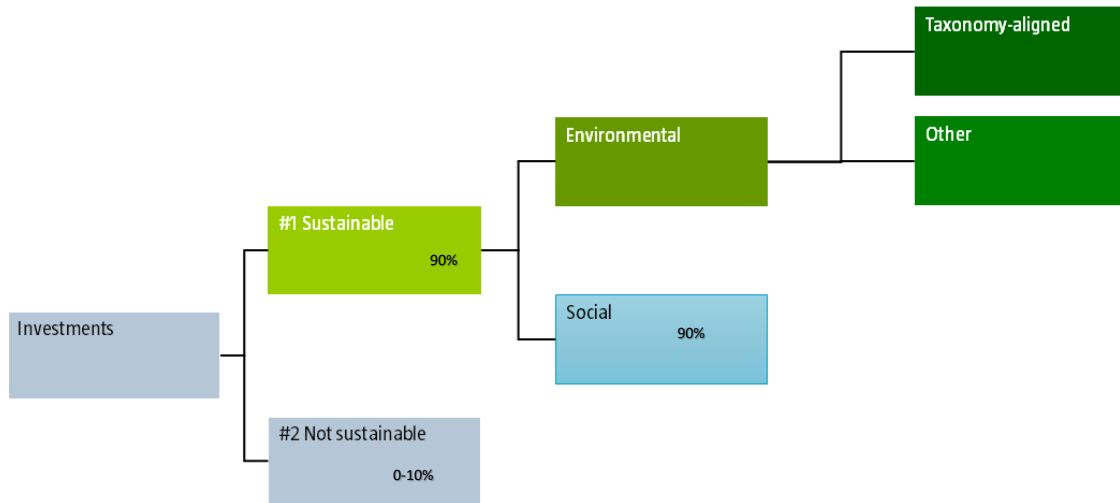 Taxonomy-aligned
Environmental
Other
#1 Sustainable
90%
Investments
Social
90%
#2 Not sustainable
0-10%